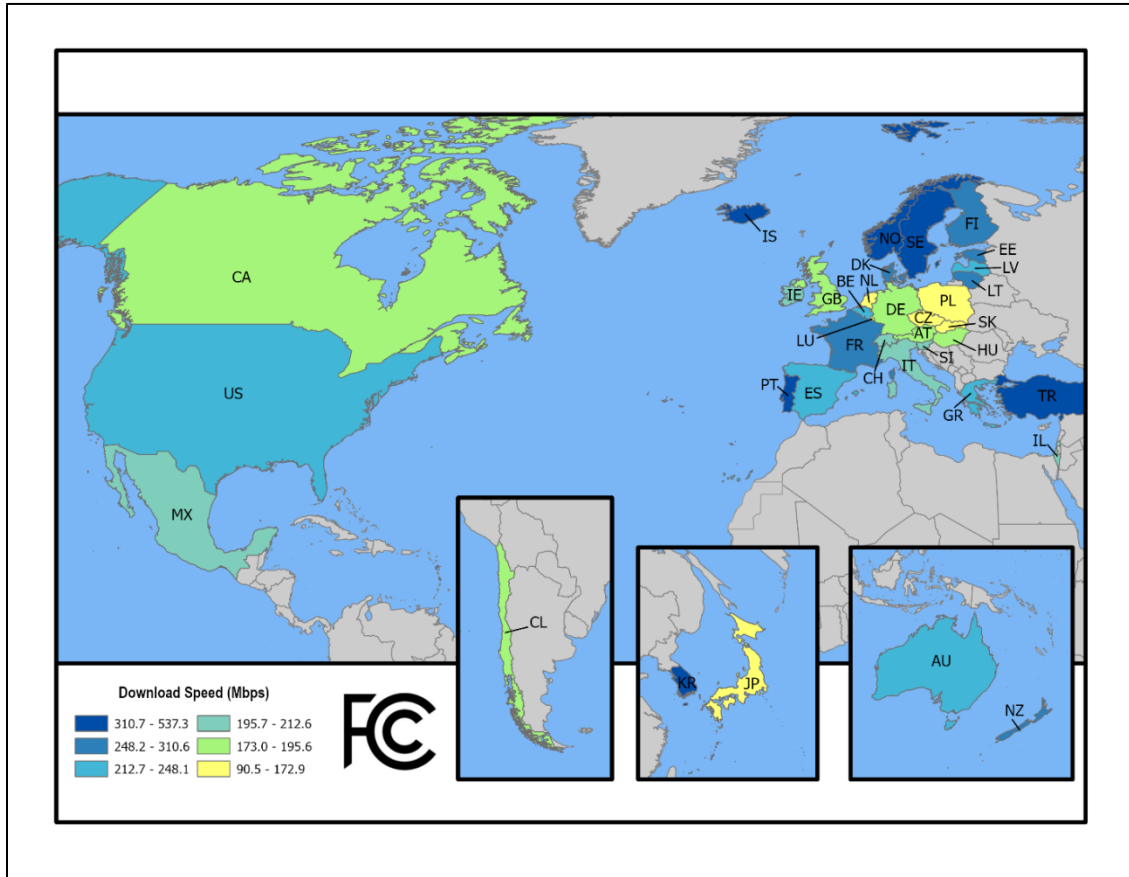 CA
US
MX
IS
NO
SE
FI
EE
LV
LT
DK
BE
NL
IE
GB
DE
PL
CZ
SK
AT
HU
LU
FR
SI
IT
CH
PT
ES
GR
TR
IL
CL
KR
JP
AU
NZ
Download Speed (Mbps)
310.7 - 537.3
195.7 - 212.6
248.2 - 310.6
173.0 - 195.6
212.7 - 248.1
90.5 - 172.9
FCC